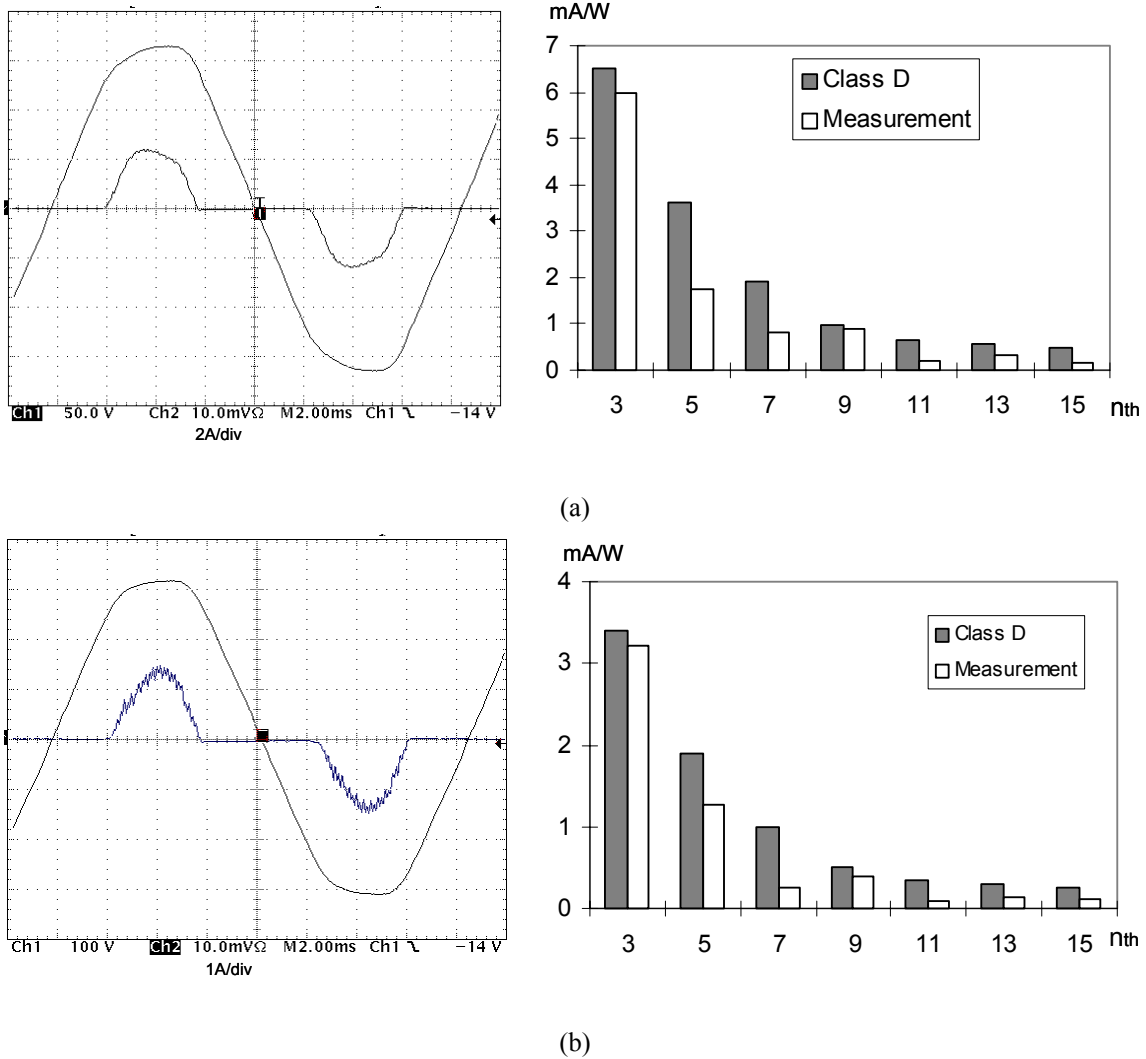 mA/W
7
6
5
4
3
2
1
0
Class D
Measurement
3 5 7 9 11 13 15 nth
Ch1 50.0 V Ch2 10.0mVΩ M2.00ms Ch1 -14 V
2A/div
(a)
mA/W
4
3
2
1
0
Class D
Measurement
3 5 7 9 11 13 15 nth
Ch1 100 V Ch2 10.0mVΩ M2.00ms Ch1 -14 V
1A/div
(b)